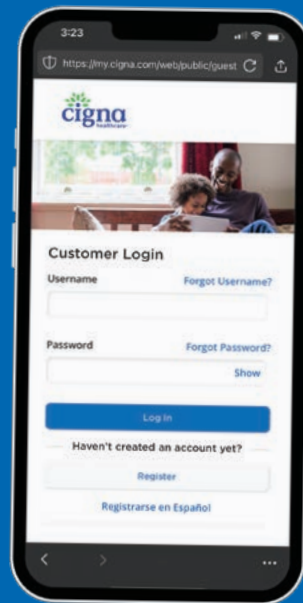 3:23
https://my.cigna.com/web/public/guest
cigna
healthcare
Customer Login
Username Forgot Username?
Password Forgot Password?
Show
Log In
Haven't created an account yet?
Register
Registrarse en Español